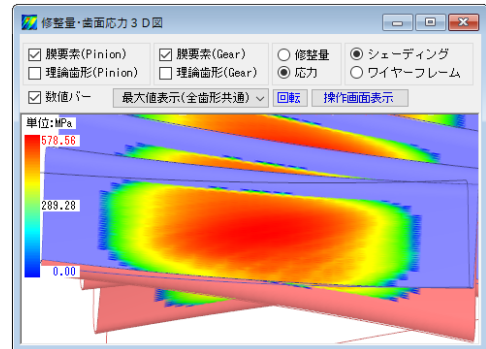 修整量・歯面応力3D図
膜要素(Pinion) 膜要素(Gear) 修整量 シェーディング
理論歯形(Pinion) 理論歯形(Gear) 応力 ワイヤーフレーム
数値バー 最大値表示(全歯形共通) 回転 操作画面表示
単位:MPa
578.56
289.28
0.00